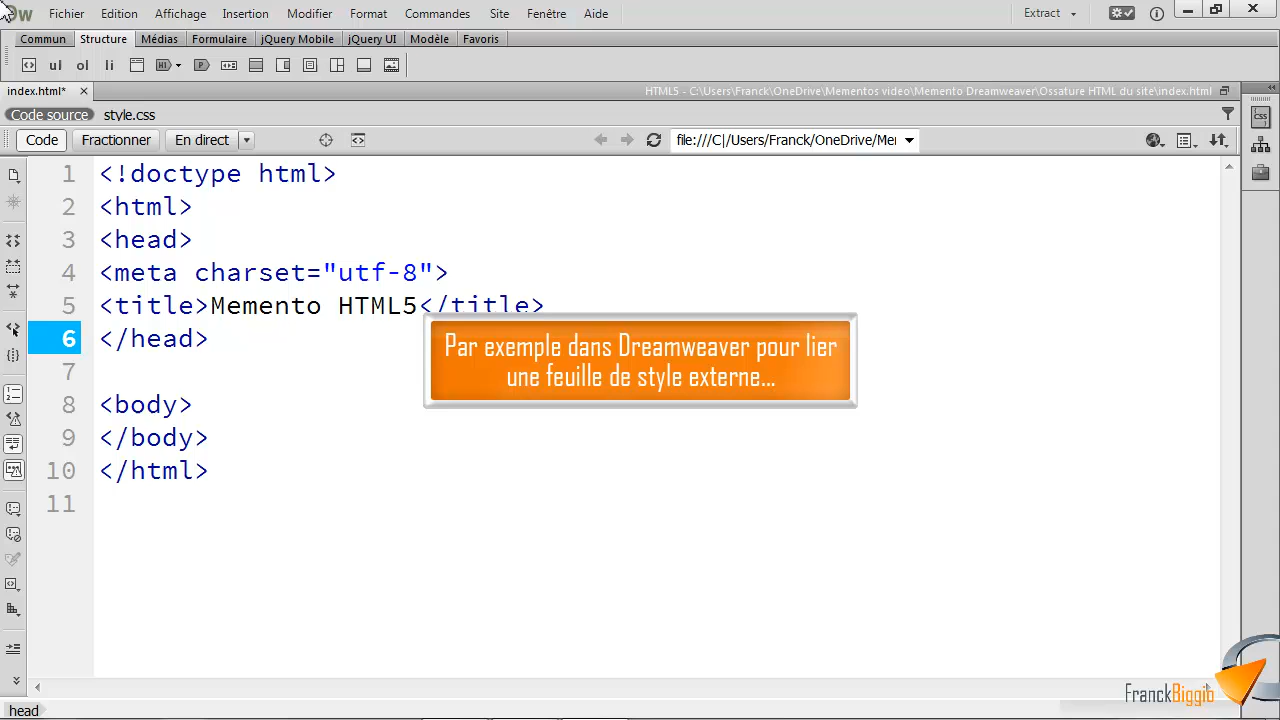 Dw Fichier Edition Affichage Insertion Modifier Format Commandes Site Fenêtre Aide Extract
Commun Structure Médias Formulaire jQuery Mobile jQuery UI Modèle Favoris
ul ol li H1 P
index.html* HTML5 - C:\Users\Franck\OneDrive\Mementos video\Memento Dreamweaver\Ossature HTML du site\index.html
Code source style.css CSS
Code Fractionner En direct file:///C|/Users/Franck/OneDrive/Me
1 <!doctype html>
2 <html>
3 <head>
4 <meta charset="utf-8">
5 <title>Memento HTML5</title>
6 </head>
7
8 <body>
9 </body>
10 </html>
11
Par exemple dans Dreamweaver pour lier
une feuille de style externe...
FranckBiggio
head